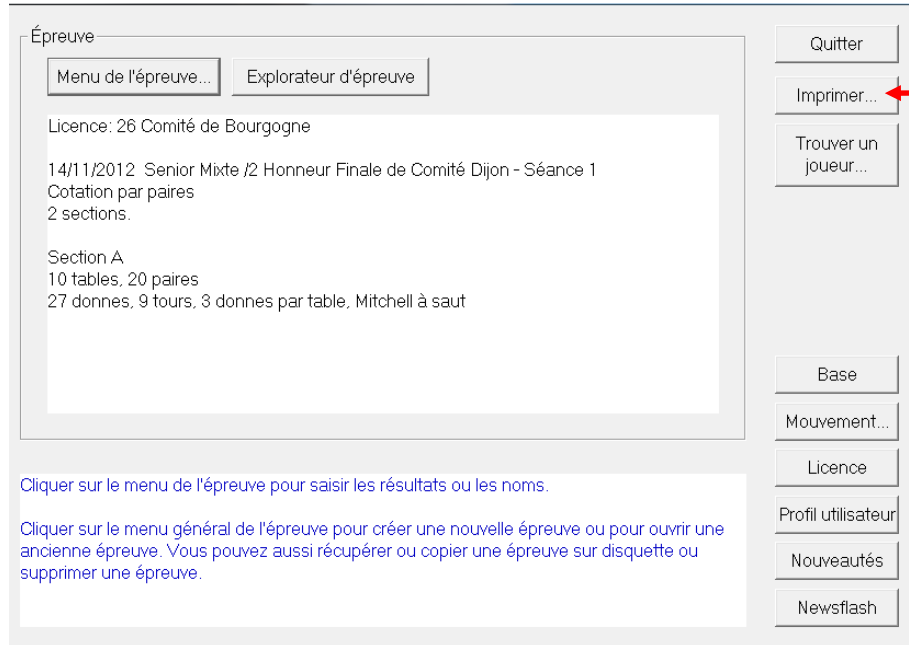 Épreuve
Menu de l'épreuve...
Explorateur d'épreuve
Licence: 26 Comité de Bourgogne
14/11/2012 Senior Mixte /2 Honneur Finale de Comité Dijon - Séance 1
Cotation par paires
2 sections.
Section A
10 tables, 20 paires
27 donnes, 9 tours, 3 donnes par table, Mitchell à saut
Cliquer sur le menu de l'épreuve pour saisir les résultats ou les noms.
Cliquer sur le menu général de l'épreuve pour créer une nouvelle épreuve ou pour ouvrir une
ancienne épreuve. Vous pouvez aussi récupérer ou copier une épreuve sur disquette ou
supprimer une épreuve.
Quitter
Imprimer...
Trouver un
joueur...
Base
Mouvement...
Licence
Profil utilisateur
Nouveautés
Newsflash